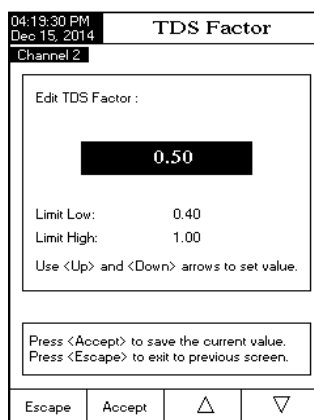 04:19:30 PM
Dec 15, 2014
TDS Factor
Channel 2
Edit TDS Factor :
0.50
Limit Low: 0.40
Limit High: 1.00
Use <Up> and <Down> arrows to set value.
Press <Accept> to save the current value.
Press <Escape> to exit to previous screen.
Escape Accept △ ▽